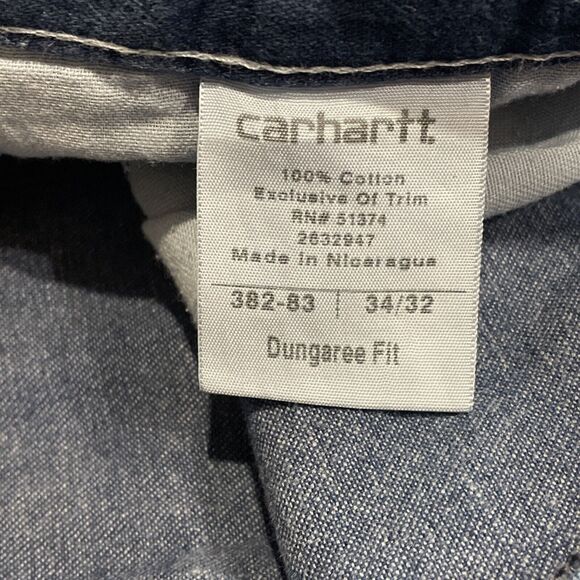 carhartt
100% Cotton
Exclusive Of Trim
RN# 51374
2632947
Made in Nicaragua
382-83 | 34/32
Dungaree Fit